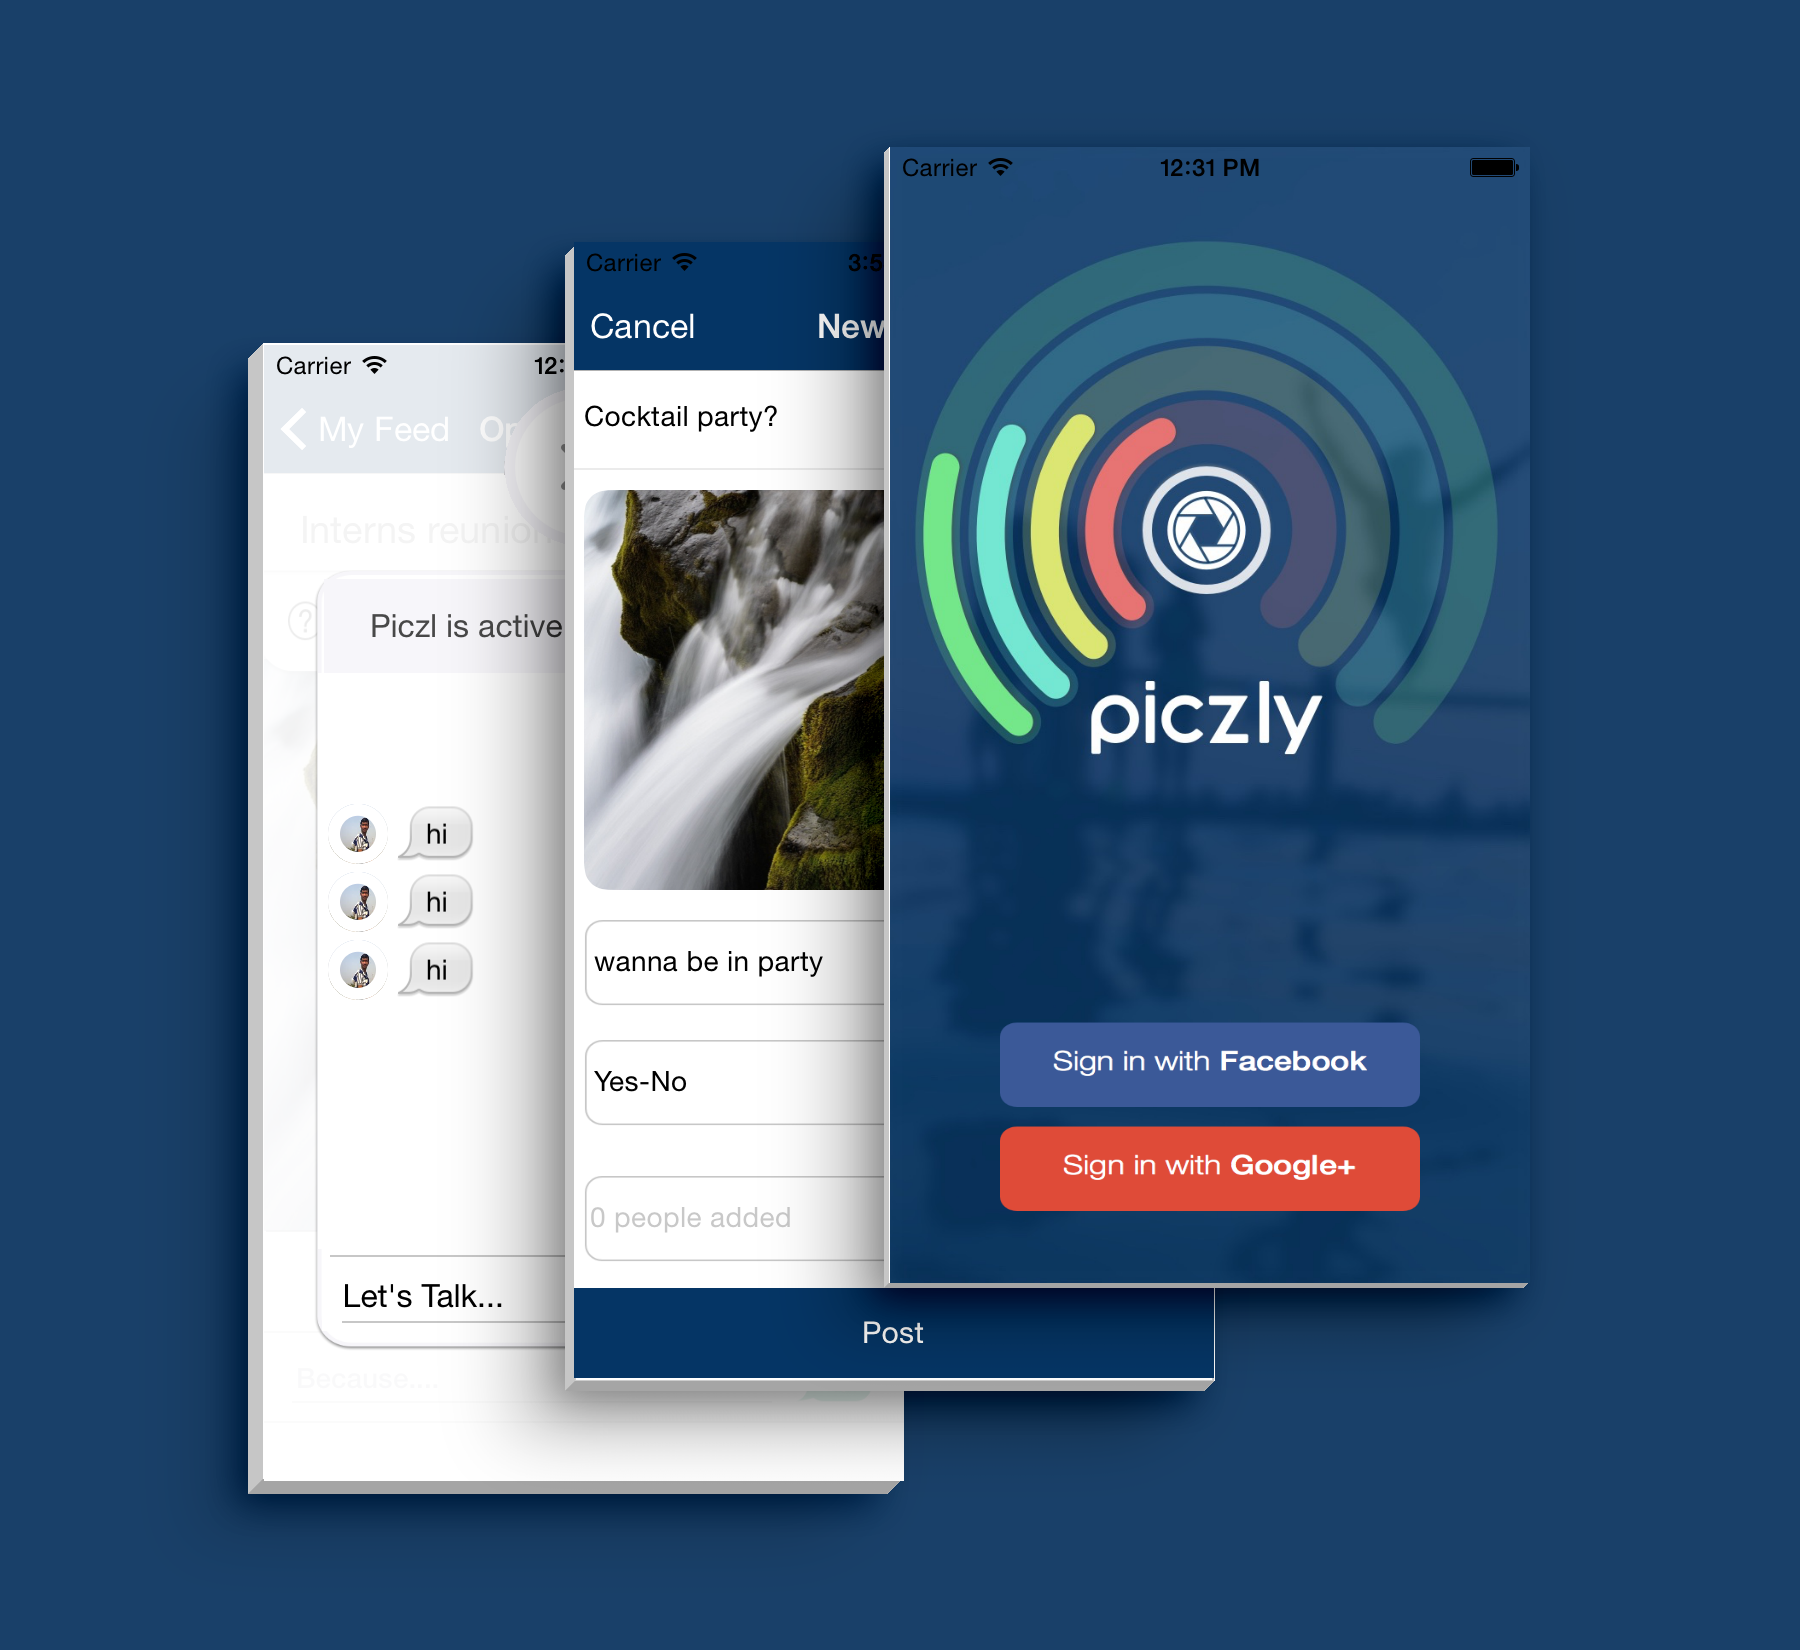 Carrier
12:
My Feed
Interns reunion
?
Piczl is active
hi
hi
hi
Let's Talk...
Because....
Carrier
3:5
Cancel
New
Cocktail party?
wanna be in party
Yes-No
0 people added
Post
Carrier
12:31 PM
piczly
Sign in with Facebook
Sign in with Google+